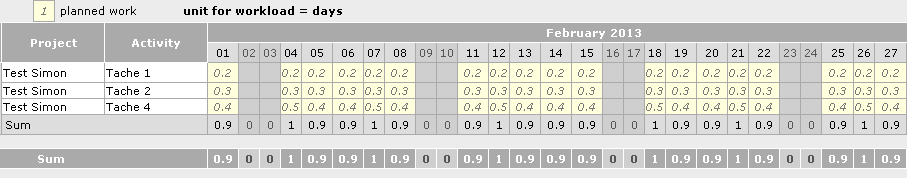 1 planned work unit for workload = days
Project Activity February 2013
01 02 03 04 05 06 07 08 09 10 11 12 13 14 15 16 17 18 19 20 21 22 23 24 25 26 27
Test Simon Tache 1 0.2 0.2 0.2 0.2 0.2 0.2 0.2 0.2 0.2 0.2 0.2 0.2 0.2 0.2 0.2 0.2 0.2 0.2 0.2
Test Simon Tache 2 0.3 0.3 0.3 0.3 0.3 0.3 0.3 0.3 0.3 0.3 0.3 0.3 0.3 0.3 0.3 0.3 0.3 0.3 0.3
Test Simon Tache 4 0.4 0.5 0.4 0.4 0.5 0.4 0.4 0.5 0.4 0.4 0.4 0.5 0.4 0.4 0.5 0.4 0.4 0.5 0.4
Sum 0.9 0 0 1 0.9 0.9 1 0.9 0 0 0.9 1 0.9 0.9 0.9 0 0 1 0.9 0.9 1 0.9 0 0 0.9 1 0.9
Sum 0.9 0 0 1 0.9 0.9 1 0.9 0 0 0.9 1 0.9 0.9 0.9 0 0 1 0.9 0.9 1 0.9 0 0 0.9 1 0.9